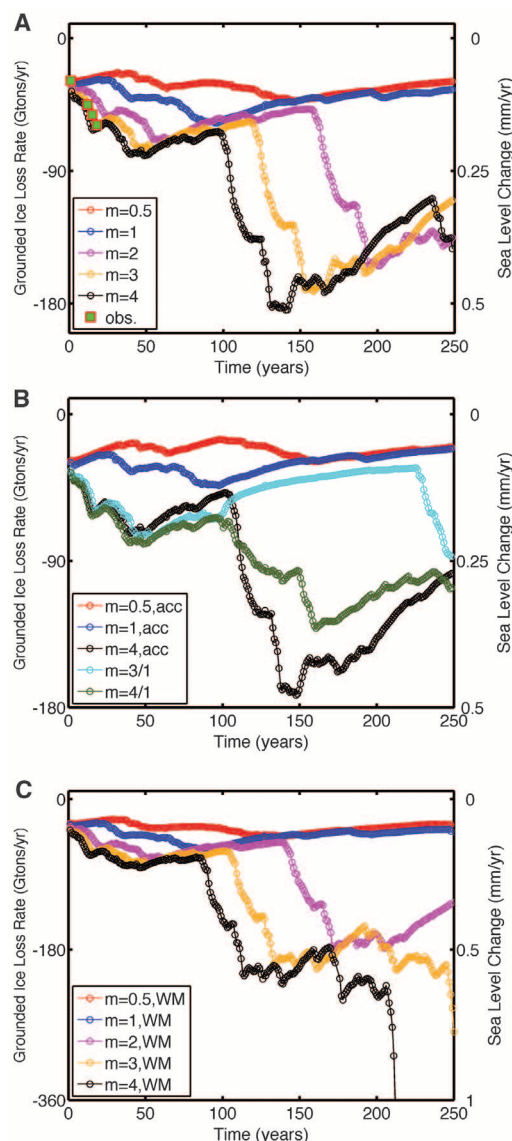 A
Grounded Ice Loss Rate (Gtons/yr)
0
-90
-180
m=0.5
m=1
m=2
m=3
m=4
obs.
0
0.25
0.5
Sea Level Change (mm/yr)
0 50 100 150 200 250
Time (years)
B
Grounded Ice Loss Rate (Gtons/yr)
0
-90
-180
m=0.5,acc
m=1,acc
m=4,acc
m=3/1
m=4/1
0
0.25
0.5
Sea Level Change (mm/yr)
0 50 100 150 200 250
Time (years)
C
Grounded Ice Loss Rate (Gtons/yr)
0
-180
-360
m=0.5,WM
m=1,WM
m=2,WM
m=3,WM
m=4,WM
0
0.5
1
Sea Level Change (mm/yr)
0 50 100 150 200 250
Time (years)